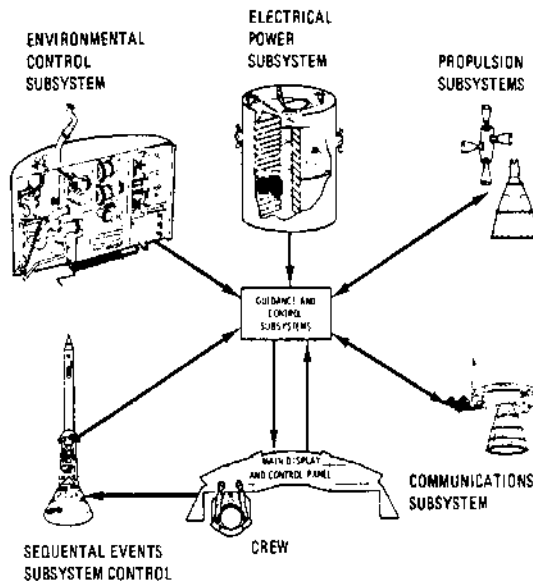 ELECTRICAL
POWER
SUBSYSTEM
ENVIRONMENTAL
CONTROL
SUBSYSTEM
PROPULSION
SUBSYSTEMS
GUIDANCE AND
CONTROL
SUBSYSTEMS
MAIN DISPLAY
AND CONTROL PANEL
COMMUNICATIONS
SUBSYSTEM
CREW
SEQUENTAL EVENTS
SUBSYSTEM CONTROL